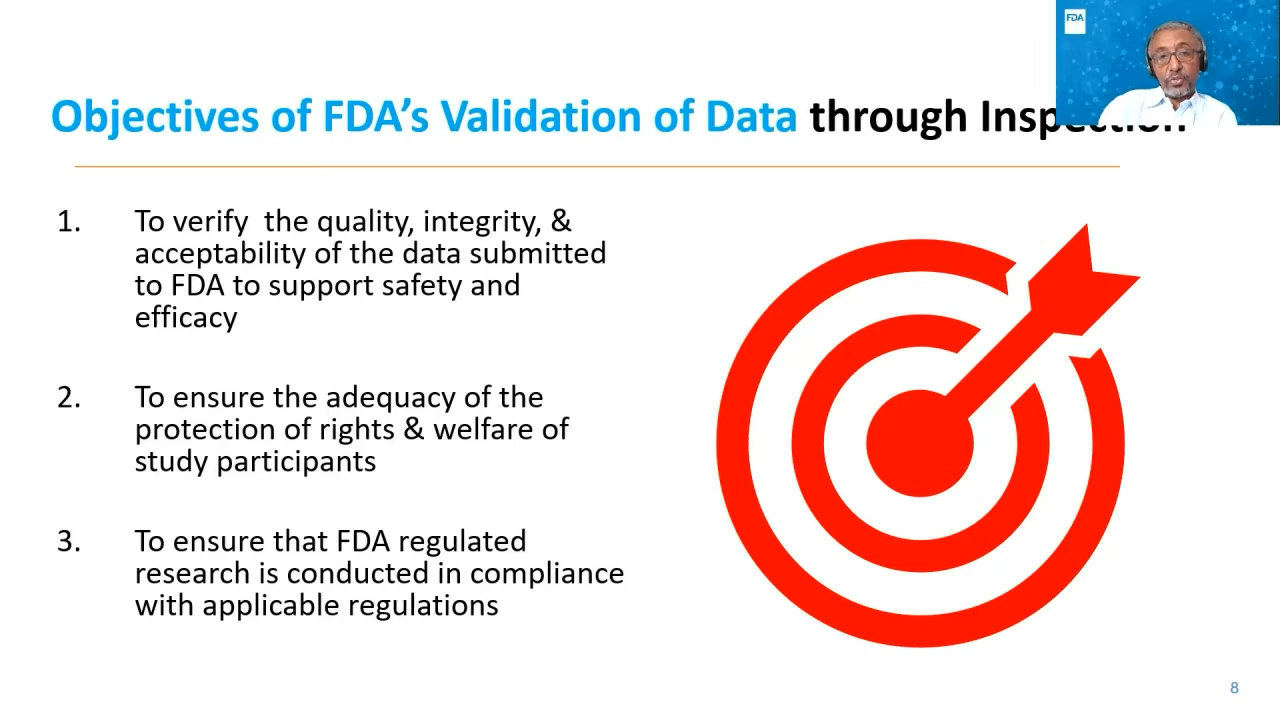 FDA
Objectives of FDA's Validation of Data through
1. To verify the quality, integrity, &
acceptability of the data submitted
to FDA to support safety and
efficacy
2. To ensure the adequacy of the
protection of rights & welfare of
study participants
3. To ensure that FDA regulated
research is conducted in compliance
with applicable regulations
8